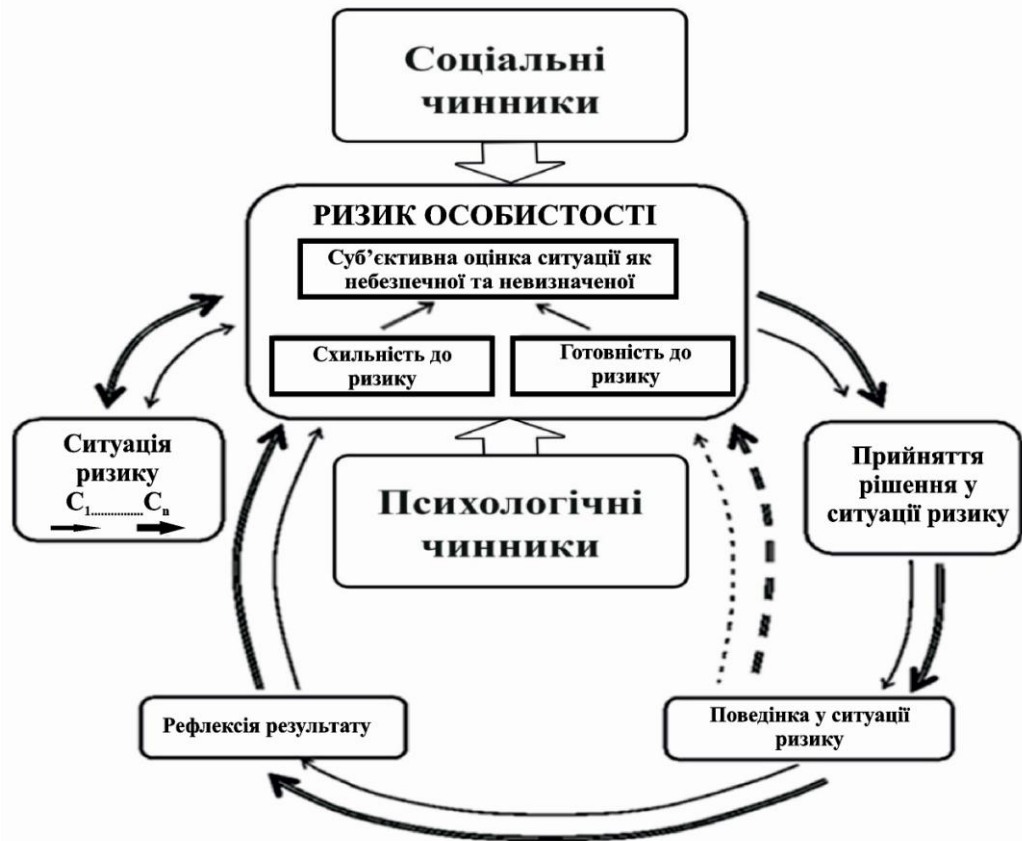 Соціальні
чинники
РИЗИК ОСОБИСТОСТІ
Суб’єктивна оцінка ситуації як
небезпечної та невизначеної
Схильність до
ризику
Готовність до
ризику
Ситуація
ризику
C₁................Cₙ
Психологічні
чинники
Прийняття
рішення у
ситуації ризику
Рефлексія результату
Поведінка у ситуації
ризику